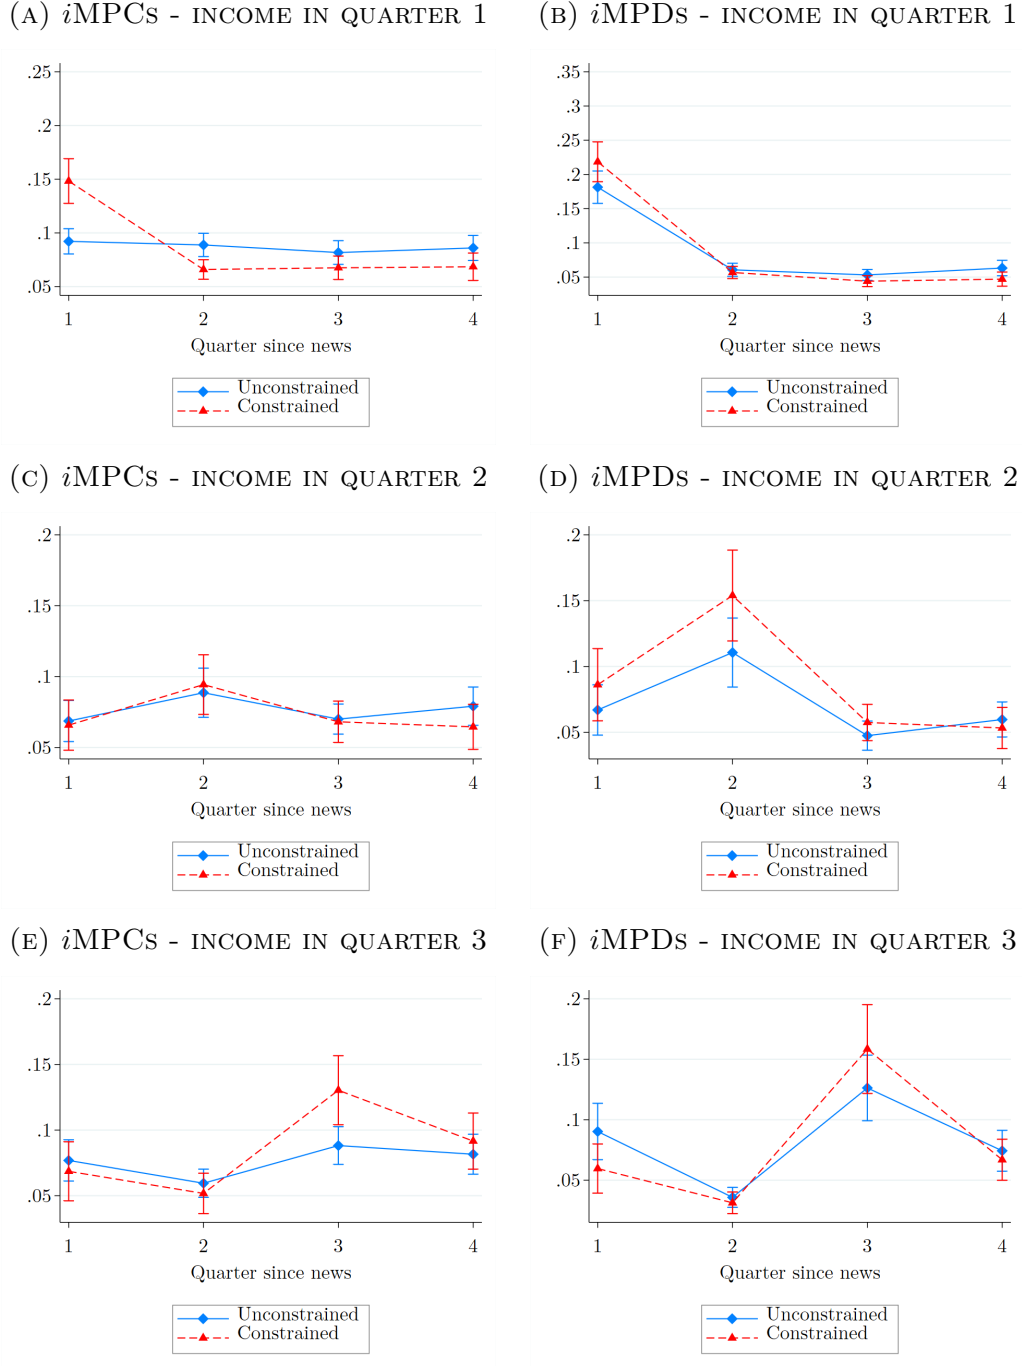 (A) iMPCs - INCOME IN QUARTER 1
.25
.2
.15
.1
.05
1 2 3 4
Quarter since news
Unconstrained
Constrained
(B) iMPDs - INCOME IN QUARTER 1
.35
.3
.25
.2
.15
.1
.05
1 2 3 4
Quarter since news
Unconstrained
Constrained
(C) iMPCs - INCOME IN QUARTER 2
.2
.15
.1
.05
1 2 3 4
Quarter since news
Unconstrained
Constrained
(D) iMPDs - INCOME IN QUARTER 2
.2
.15
.1
.05
1 2 3 4
Quarter since news
Unconstrained
Constrained
(E) iMPCs - INCOME IN QUARTER 3
.2
.15
.1
.05
1 2 3 4
Quarter since news
Unconstrained
Constrained
(F) iMPDs - INCOME IN QUARTER 3
.2
.15
.1
.05
1 2 3 4
Quarter since news
Unconstrained
Constrained